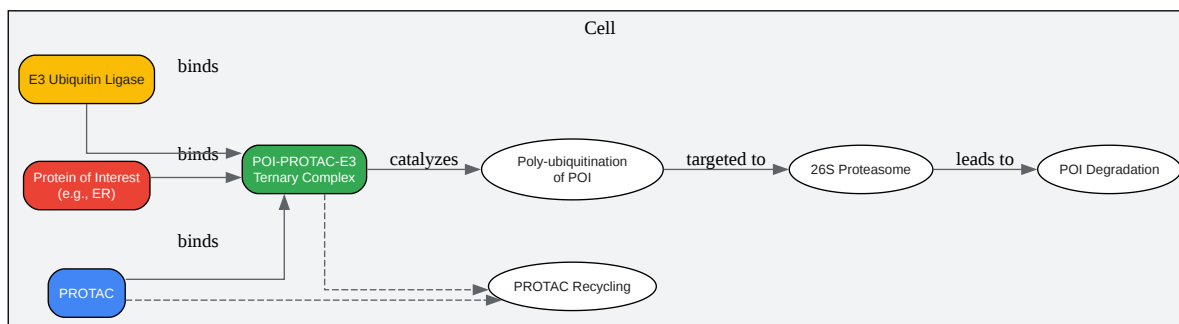 Cell
binds
E3 Ubiquitin Ligase
binds
Protein of Interest
(e.g., ER)
POI-PROTAC-E3
Ternary Complex
catalyzes
Poly-ubiquitination
of POI
targeted to
26S Proteasome
leads to
POI Degradation
binds
PROTAC
PROTAC Recycling